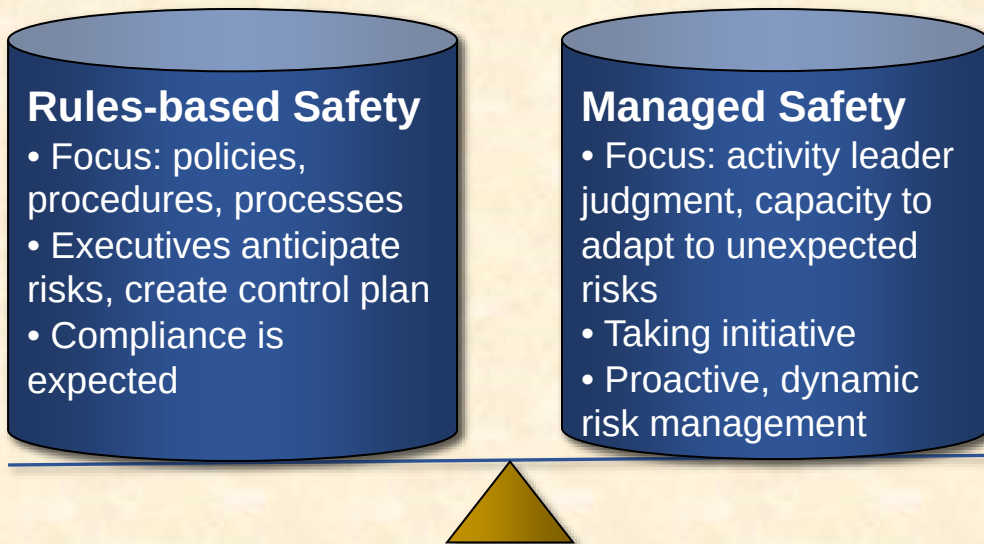 Rules-based Safety
• Focus: policies,
procedures, processes
• Executives anticipate
risks, create control plan
• Compliance is
expected
Managed Safety
• Focus: activity leader
judgment, capacity to
adapt to unexpected
risks
• Taking initiative
• Proactive, dynamic
risk management